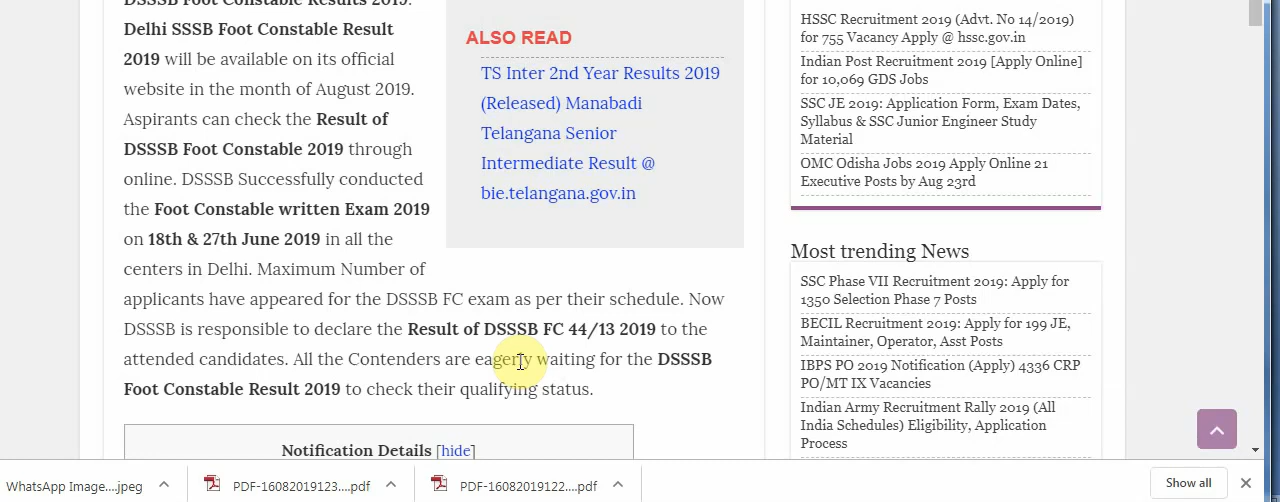 DSSSB Foot Constable Results 2019.
Delhi SSSB Foot Constable Result
2019 will be available on its official
website in the month of August 2019.
Aspirants can check the Result of
DSSSB Foot Constable 2019 through
online. DSSSB Successfully conducted
the Foot Constable written Exam 2019
on 18th & 27th June 2019 in all the
centers in Delhi. Maximum Number of
applicants have appeared for the DSSSB FC exam as per their schedule. Now
DSSSB is responsible to declare the Result of DSSSB FC 44/13 2019 to the
attended candidates. All the Contenders are eagerly waiting for the DSSSB
Foot Constable Result 2019 to check their qualifying status.
Notification Details [hide]
ALSO READ
TS Inter 2nd Year Results 2019
(Released) Manabadi
Telangana Senior
Intermediate Result @
bie.telangana.gov.in
HSSC Recruitment 2019 (Advt. No 14/2019)
for 755 Vacancy Apply @ hssc.gov.in
Indian Post Recruitment 2019 [Apply Online]
for 10,069 GDS Jobs
SSC JE 2019: Application Form, Exam Dates,
Syllabus & SSC Junior Engineer Study
Material
OMC Odisha Jobs 2019 Apply Online 21
Executive Posts by Aug 23rd
Most trending News
SSC Phase VII Recruitment 2019: Apply for
1350 Selection Phase 7 Posts
BECIL Recruitment 2019: Apply for 199 JE,
Maintainer, Operator, Asst Posts
IBPS PO 2019 Notification (Apply) 4336 CRP
PO/MT IX Vacancies
Indian Army Recruitment Rally 2019 (All
India Schedules) Eligibility, Application
Process
WhatsApp Image....jpeg
PDF-16082019123....pdf
PDF-16082019122....pdf
Show all